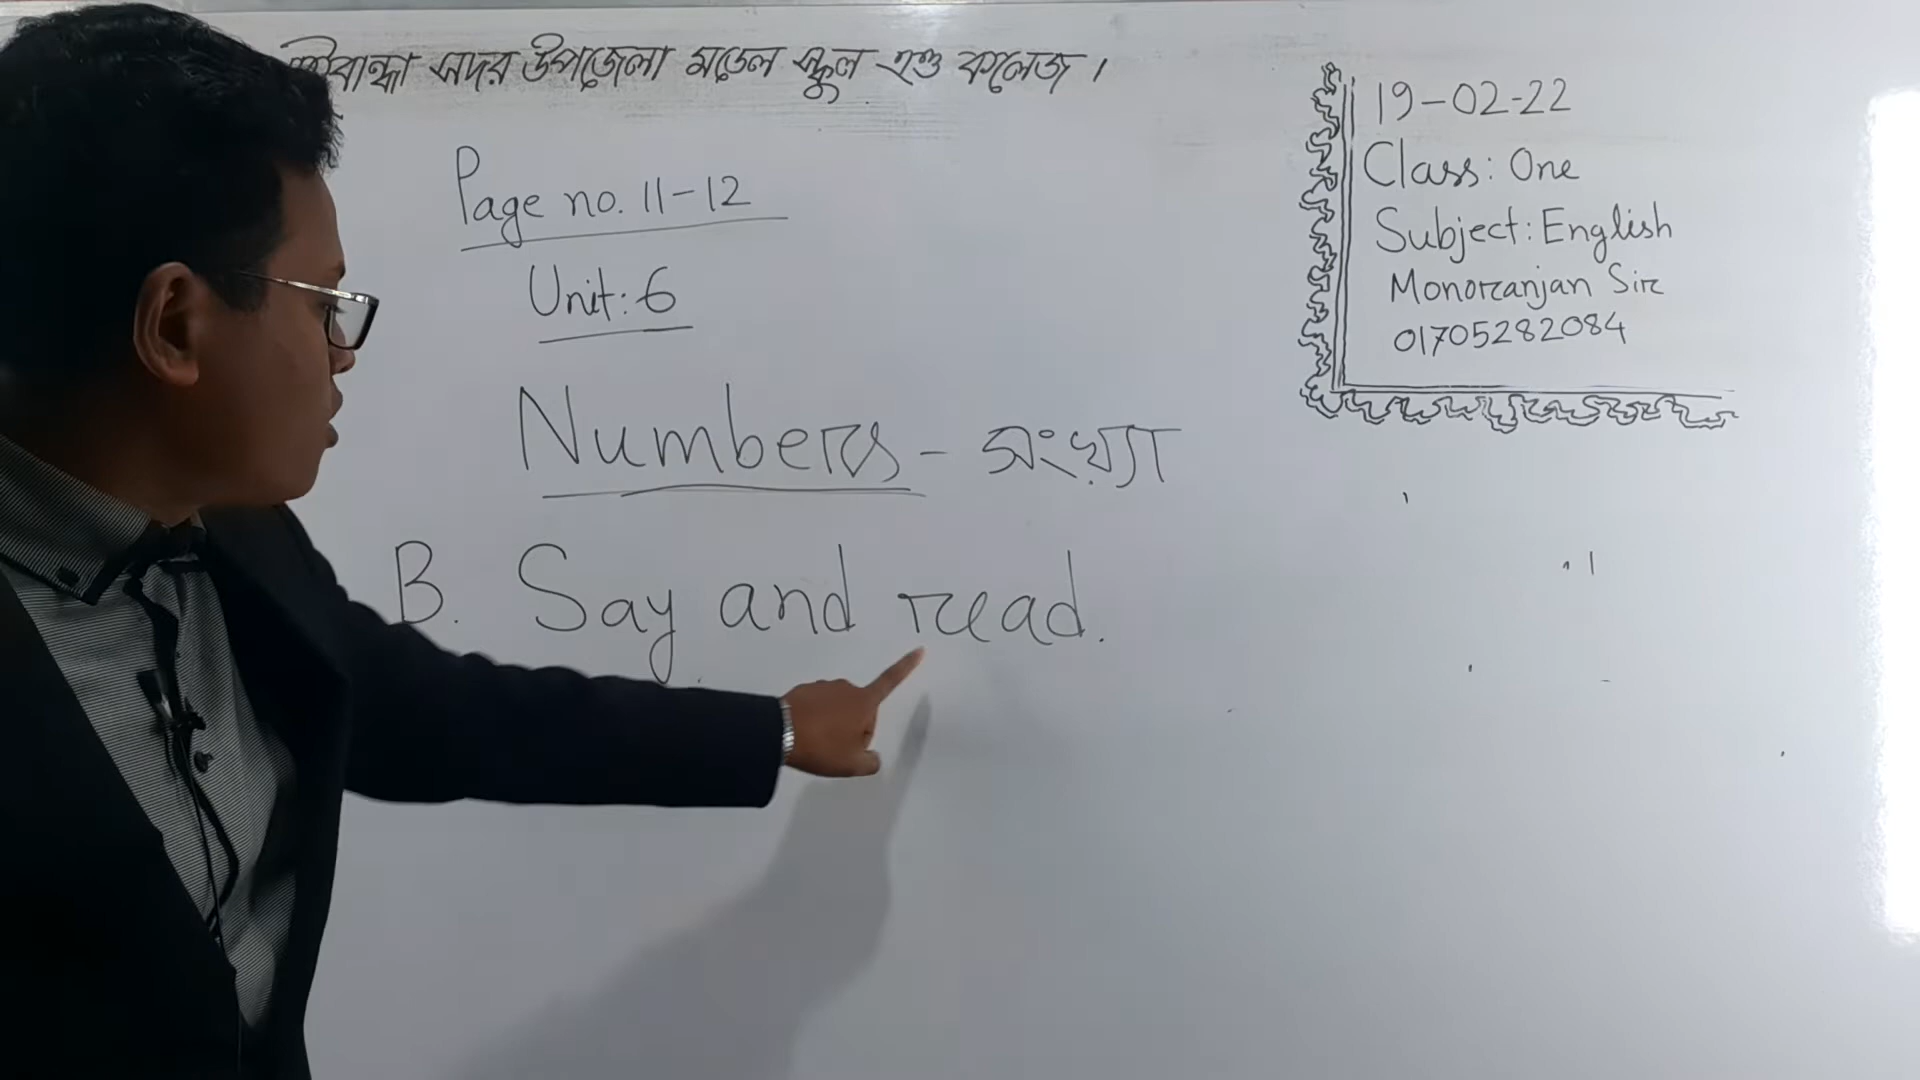 সদর উপজেলা মডেল স্কুল এণ্ড কলেজ।
Page no. 11-12
Unit: 6
Numbers - সংখ্যা
B. Say and read.
19-02-22
Class: One
Subject: English
Monoranjan Sir
01705282084